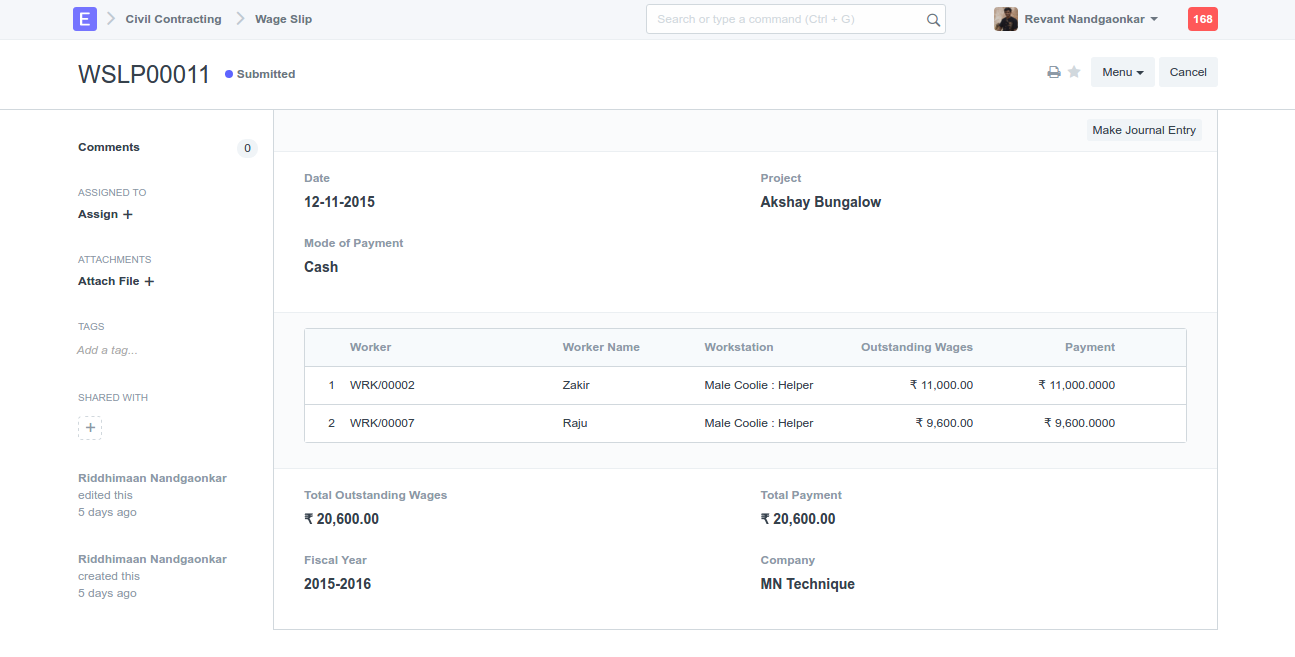 E Civil Contracting Wage Slip Search or type a command (Ctrl + G) Revant Nandgaonkar 168
WSLP00011 Submitted Menu Cancel
Make Journal Entry
Comments 0
ASSIGNED TO
Assign +
ATTACHMENTS
Attach File +
TAGS
Add a tag...
SHARED WITH
+
Riddhimaan Nandgaonkar
edited this
5 days ago
Riddhimaan Nandgaonkar
created this
5 days ago
Date Project
12-11-2015 Akshay Bungalow
Mode of Payment
Cash
Worker Worker Name Workstation Outstanding Wages Payment
1 WRK/00002 Zakir Male Coolie : Helper ₹ 11,000.00 ₹ 11,000.0000
2 WRK/00007 Raju Male Coolie : Helper ₹ 9,600.00 ₹ 9,600.0000
Total Outstanding Wages Total Payment
₹ 20,600.00 ₹ 20,600.00
Fiscal Year Company
2015-2016 MN Technique